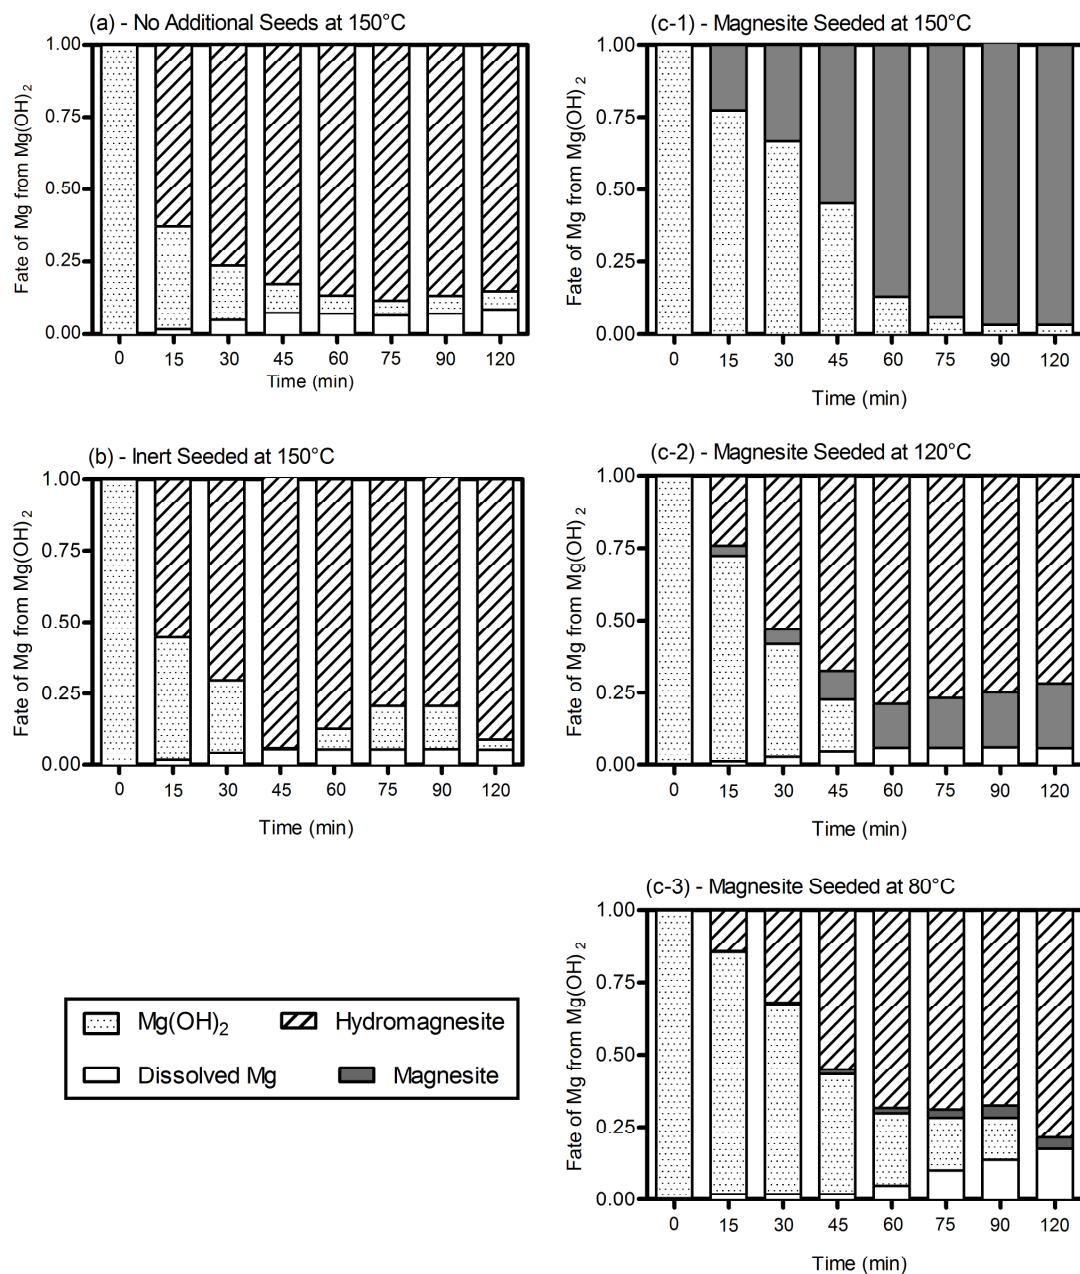 (a) - No Additional Seeds at 150°C
Fate of Mg from Mg(OH)2
1.00
0.75
0.50
0.25
0.00
0 15 30 45 60 75 90 120
Time (min)
(c-1) - Magnesite Seeded at 150°C
Fate of Mg from Mg(OH)2
1.00
0.75
0.50
0.25
0.00
0 15 30 45 60 75 90 120
Time (min)
(b) - Inert Seeded at 150°C
Fate of Mg from Mg(OH)2
1.00
0.75
0.50
0.25
0.00
0 15 30 45 60 75 90 120
Time (min)
(c-2) - Magnesite Seeded at 120°C
Fate of Mg from Mg(OH)2
1.00
0.75
0.50
0.25
0.00
0 15 30 45 60 75 90 120
Time (min)
(c-3) - Magnesite Seeded at 80°C
Fate of Mg from Mg(OH)2
1.00
0.75
0.50
0.25
0.00
0 15 30 45 60 75 90 120
Time (min)
Mg(OH)2 Hydromagnesite
Dissolved Mg Magnesite